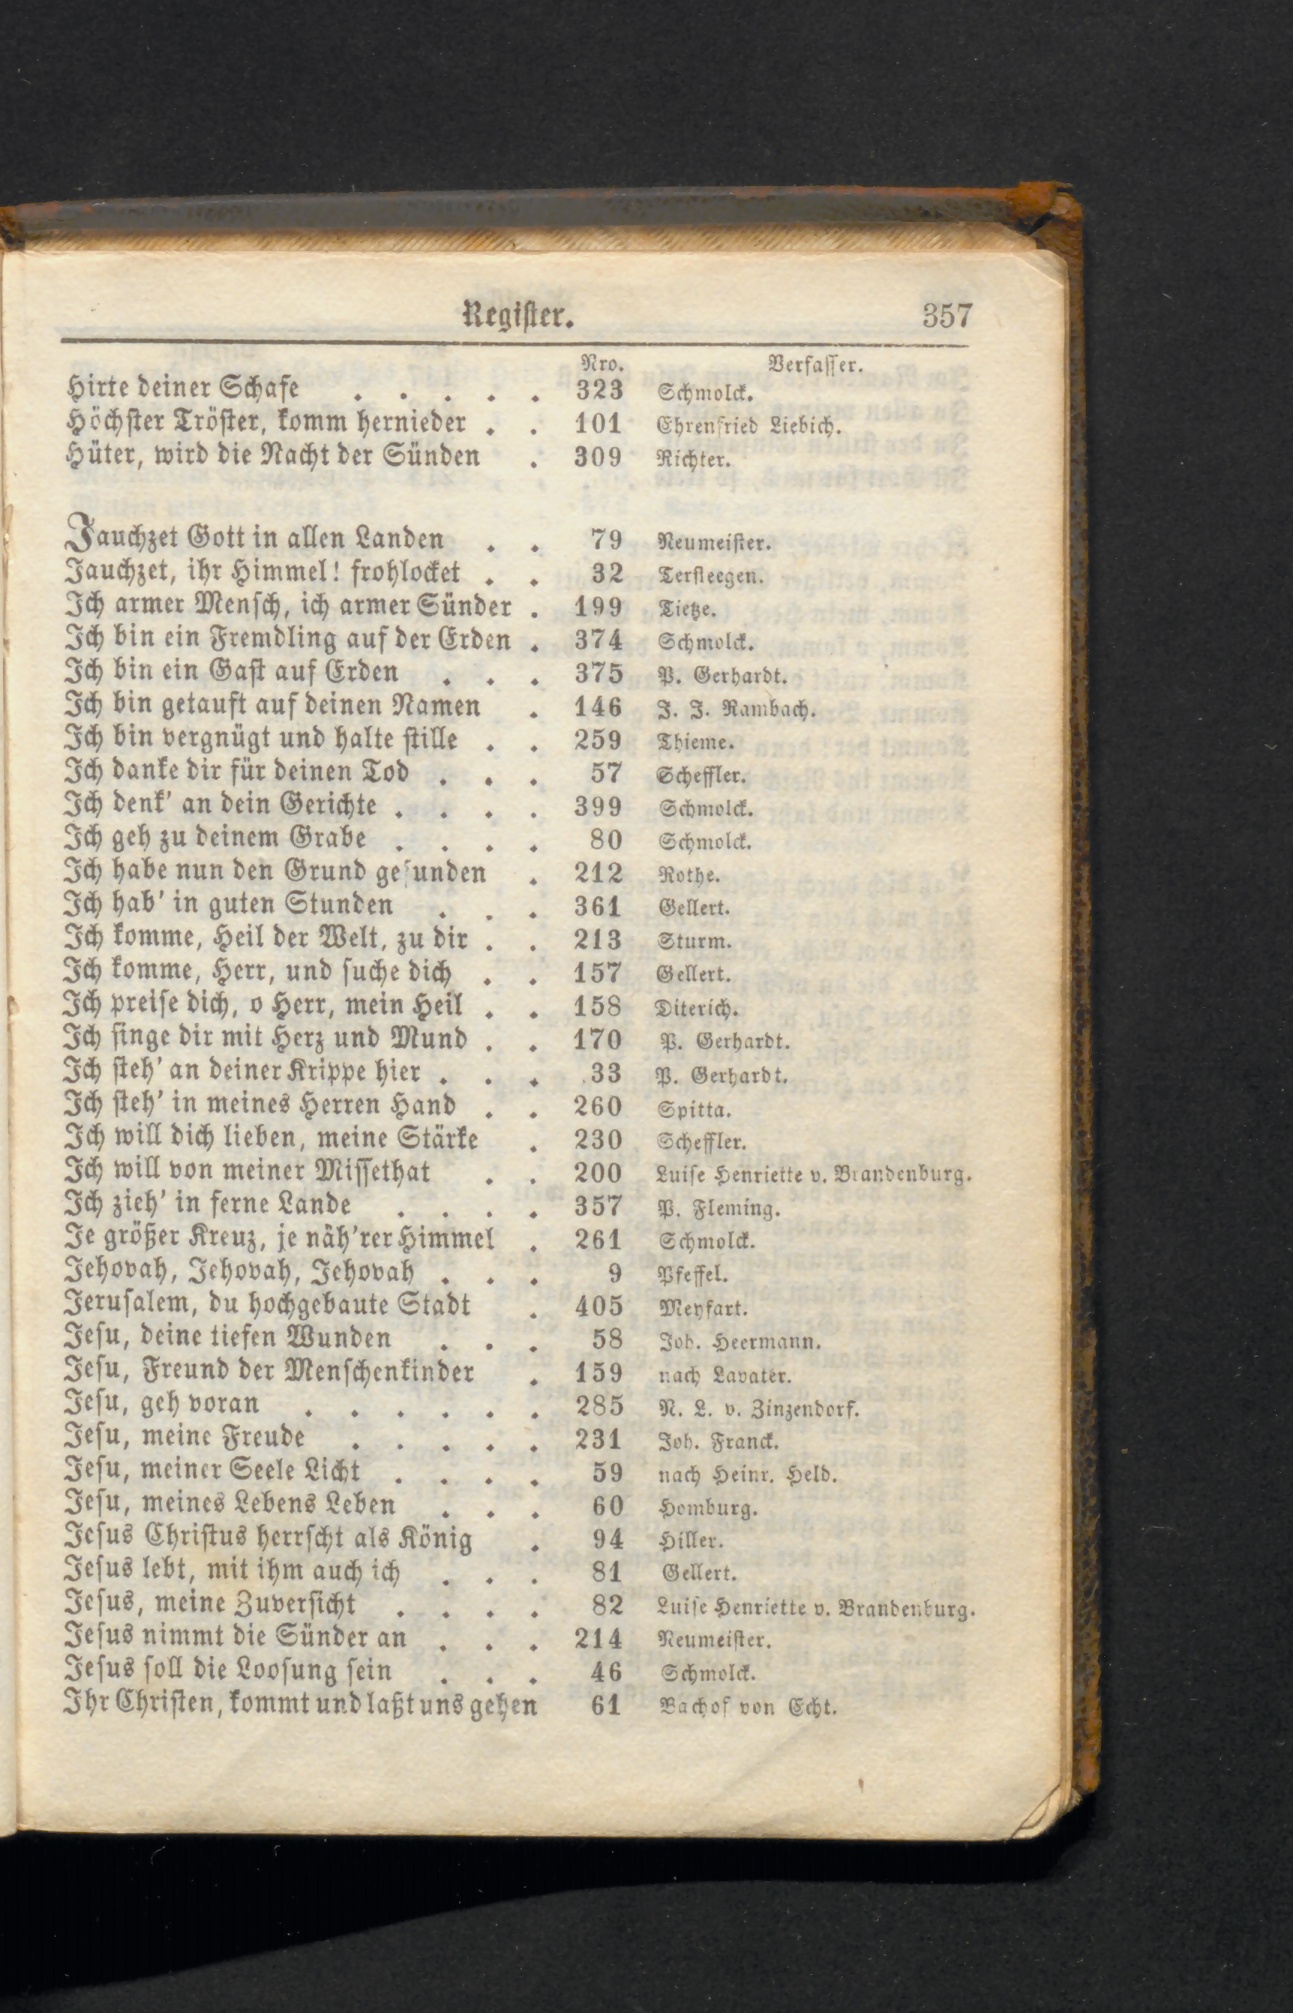 Register. 357
Nro. Verfasser.
Hirte deiner Schafe . . . . . 323 Schmolck.
Höchster Tröster, komm hernieder . . 101 Ehrenfried Liebich.
Hüter, wird die Nacht der Sünden . 309 Richter.
Jauchzet Gott in allen Landen . . 79 Neumeister.
Jauchzet, ihr Himmel! frohlocket . . 32 Tersteegen.
Ich armer Mensch, ich armer Sünder . 199 Tietze.
Ich bin ein Fremdling auf der Erden . 374 Schmolck.
Ich bin ein Gast auf Erden . . . 375 P. Gerhardt.
Ich bin getauft auf deinen Namen . 146 J. J. Rambach.
Ich bin vergnügt und halte stille . . 259 Thieme.
Ich danke dir für deinen Tod . . . 57 Scheffler.
Ich denk' an dein Gerichte . . . . 399 Schmolck.
Ich geh zu deinem Grabe . . . . 80 Schmolck.
Ich habe nun den Grund gefunden . 212 Rothe.
Ich hab' in guten Stunden . . . 361 Gellert.
Ich komme, Heil der Welt, zu dir . . 213 Sturm.
Ich komme, Herr, und suche dich . . 157 Gellert.
Ich preise dich, o Herr, mein Heil . . 158 Diterich.
Ich singe dir mit Herz und Mund . . 170 P. Gerhardt.
Ich steh' an deiner Krippe hier . . . 33 P. Gerhardt.
Ich steh' in meines Herren Hand . . 260 Spitta.
Ich will dich lieben, meine Stärke . 230 Scheffler.
Ich will von meiner Missethat . . 200 Luise Henriette v. Brandenburg.
Ich zieh' in ferne Lande . . . . 357 P. Fleming.
Je größer Kreuz, je näh'rer Himmel . 261 Schmolck.
Jehovah, Jehovah, Jehovah . . . 9 Pfeffel.
Jerusalem, du hochgebaute Stadt . 405 Meyfart.
Jesu, deine tiefen Wunden . . . 58 Joh. Heermann.
Jesu, Freund der Menschenkinder . 159 nach Lavater.
Jesu, geh voran . . . . . . 285 N. L. v. Zinzendorf.
Jesu, meine Freude . . . . . 231 Joh. Franck.
Jesu, meiner Seele Licht . . . . 59 nach Heinr. Held.
Jesu, meines Lebens Leben . . . 60 Homburg.
Jesus Christus herrscht als König . 94 Hiller.
Jesus lebt, mit ihm auch ich . . . 81 Gellert.
Jesus, meine Zuversicht . . . . 82 Luise Henriette v. Brandenburg.
Jesus nimmt die Sünder an . . . 214 Neumeister.
Jesus soll die Loosung sein . . . 46 Schmolck.
Ihr Christen, kommt und laßt uns gehen 61 Bachof von Echt.